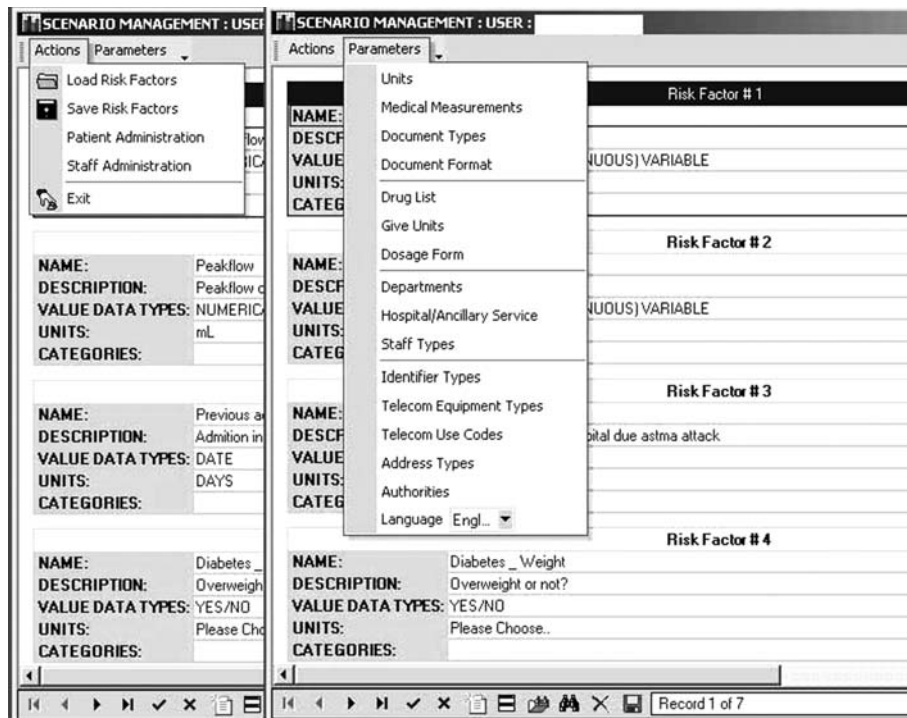 SCENARIO MANAGEMENT : USER
Actions Parameters
Load Risk Factors
Save Risk Factors
Patient Administration
Staff Administration
Exit
NAME: Peakflow
DESCRIPTION: Peakflow
VALUE DATA TYPES: NUMERIC
UNITS: mL
CATEGORIES:
NAME: Previous
DESCRIPTION: Admition in
VALUE DATA TYPES: DATE
UNITS: DAYS
CATEGORIES:
NAME: Diabetes _
DESCRIPTION: Overweigh
VALUE DATA TYPES: YES/NO
UNITS: Please Cho
CATEGORIES:
SCENARIO MANAGEMENT : USER :
Actions Parameters
Units
Medical Measurements
Document Types
Document Format
Drug List
Give Units
Dosage Form
Departments
Hospital/Ancillary Service
Staff Types
Identifier Types
Telecom Equipment Types
Telecom Use Codes
Address Types
Authorities
Language Engl...
Risk Factor # 1
NAME:
DESCF
VALUE NUOUS) VARIABLE
UNITS:
CATEG
Risk Factor # 2
NAME:
DESCF
VALUE NUOUS) VARIABLE
UNITS:
CATEG
Risk Factor # 3
NAME:
DESCF pital due astma attack
VALUE
UNITS:
CATEG
Risk Factor # 4
NAME: Diabetes _ Weight
DESCRIPTION: Overweight or not?
VALUE DATA TYPES: YES/NO
UNITS: Please Choose..
CATEGORIES:
Record 1 of 7